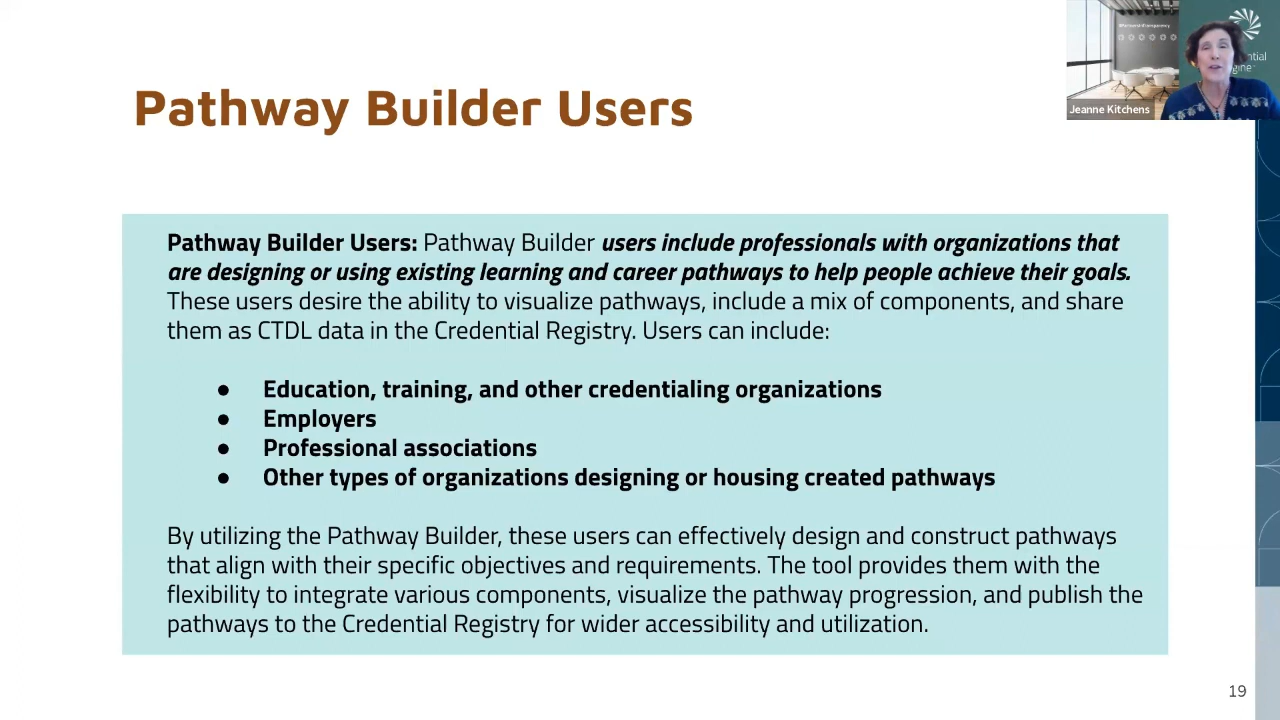 Pathway Builder Users
Jeanne Kitchens
Pathway Builder Users: Pathway Builder users include professionals with organizations that
are designing or using existing learning and career pathways to help people achieve their goals.
These users desire the ability to visualize pathways, include a mix of components, and share
them as CTDL data in the Credential Registry. Users can include:
● Education, training, and other credentialing organizations
● Employers
● Professional associations
● Other types of organizations designing or housing created pathways
By utilizing the Pathway Builder, these users can effectively design and construct pathways
that align with their specific objectives and requirements. The tool provides them with the
flexibility to integrate various components, visualize the pathway progression, and publish the
pathways to the Credential Registry for wider accessibility and utilization.
19